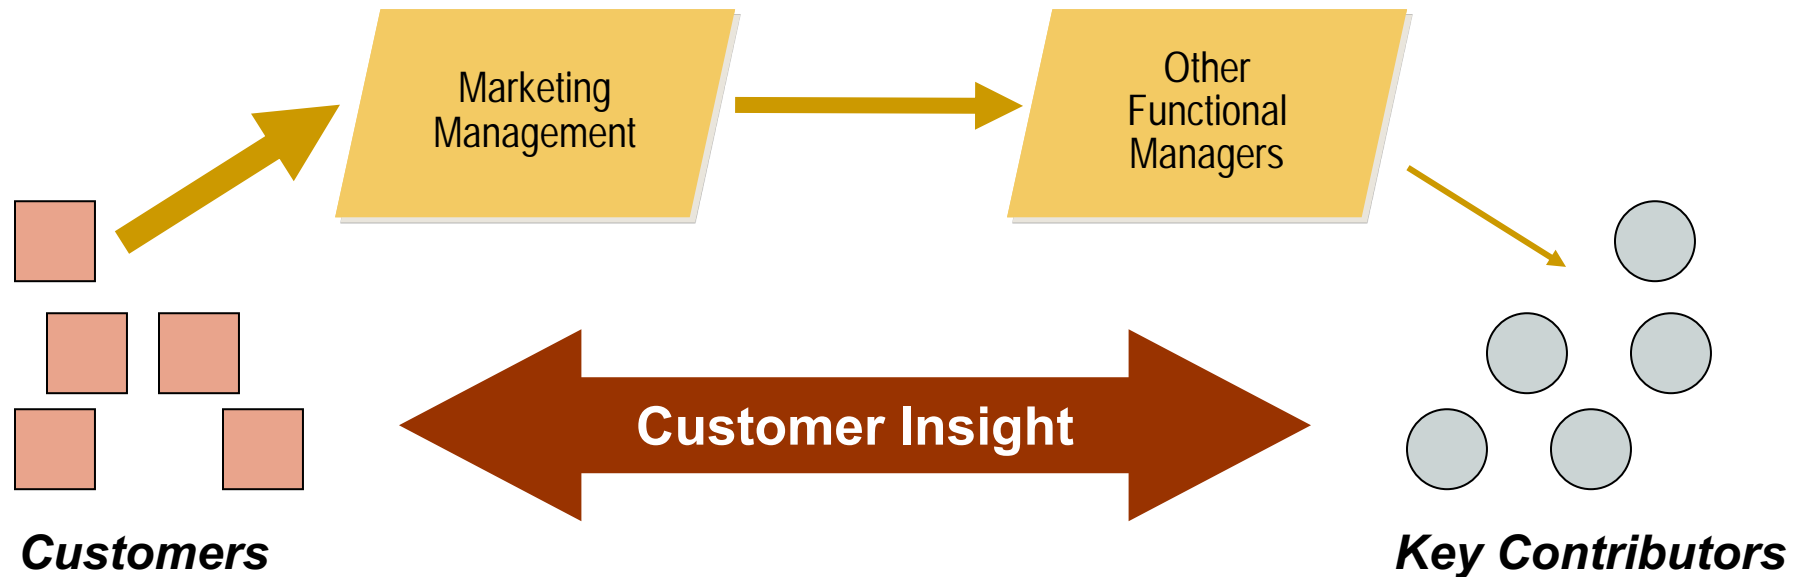 Marketing
Management
Other
Functional
Managers
Customer Insight
Customers
Key Contributors